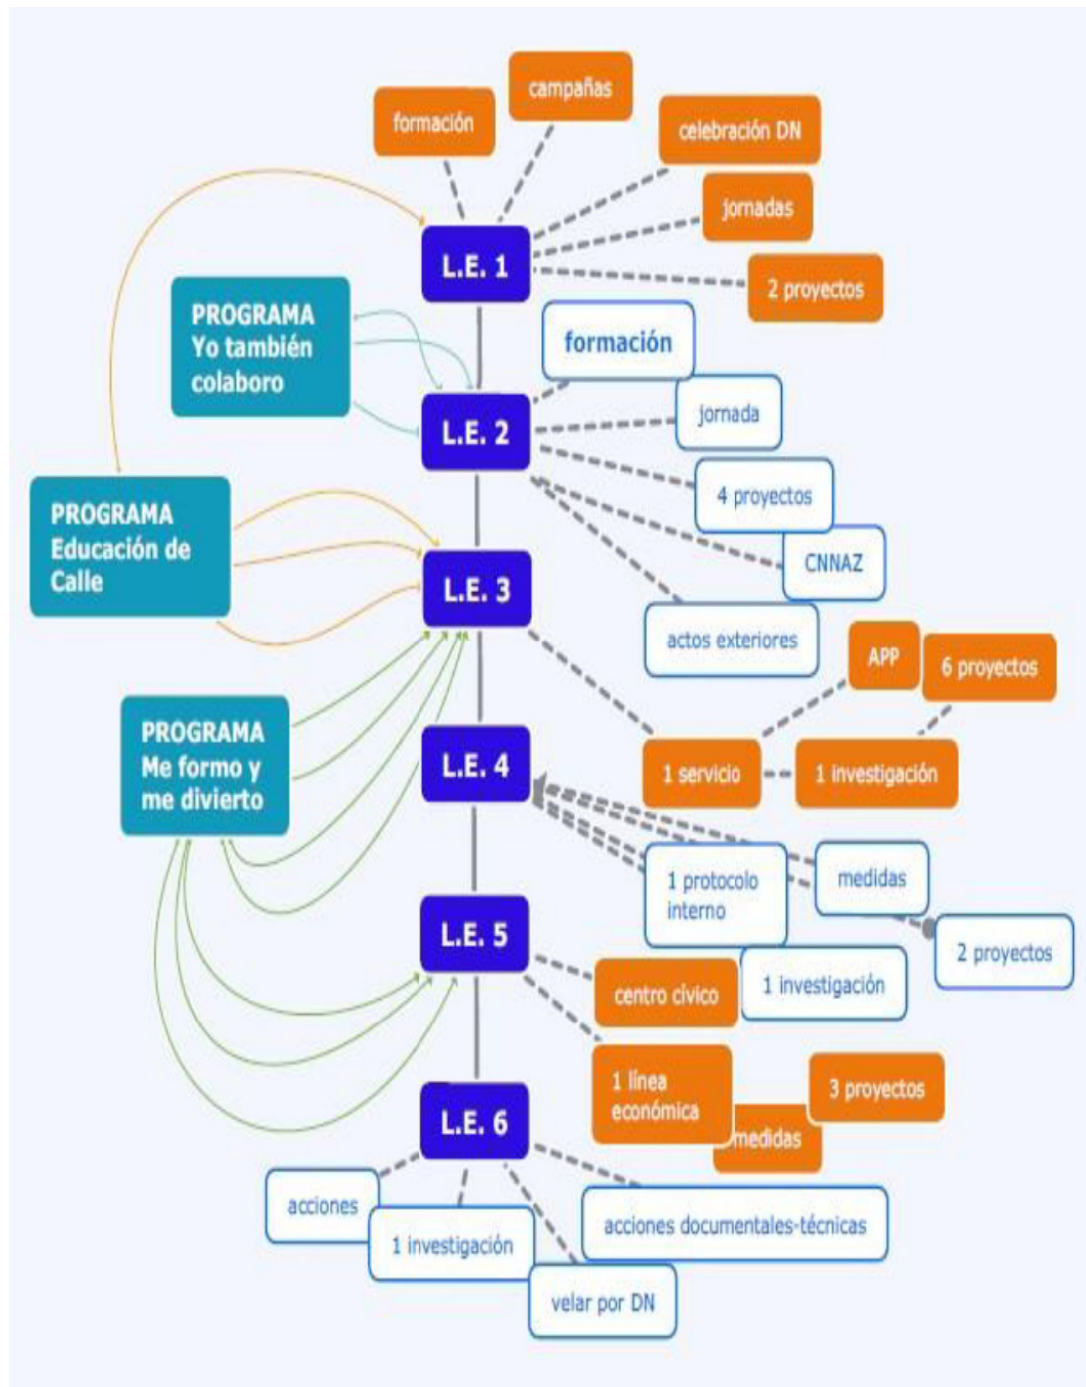 campañas
formación
celebración DN
jornadas
L.E. 1
2 proyectos
PROGRAMA
Yo también
colaboro
formación
jornada
L.E. 2
4 proyectos
CNNAZ
PROGRAMA
Educación de
Calle
L.E. 3
actos exteriores
APP
6 proyectos
PROGRAMA
Me formo y
me divierto
L.E. 4
1 servicio
1 investigación
1 protocolo
interno
medidas
2 proyectos
L.E. 5
centro cívico
1 investigación
1 línea
económica
3 proyectos
medidas
L.E. 6
acciones
1 investigación
acciones documentales-técnicas
velar por DN